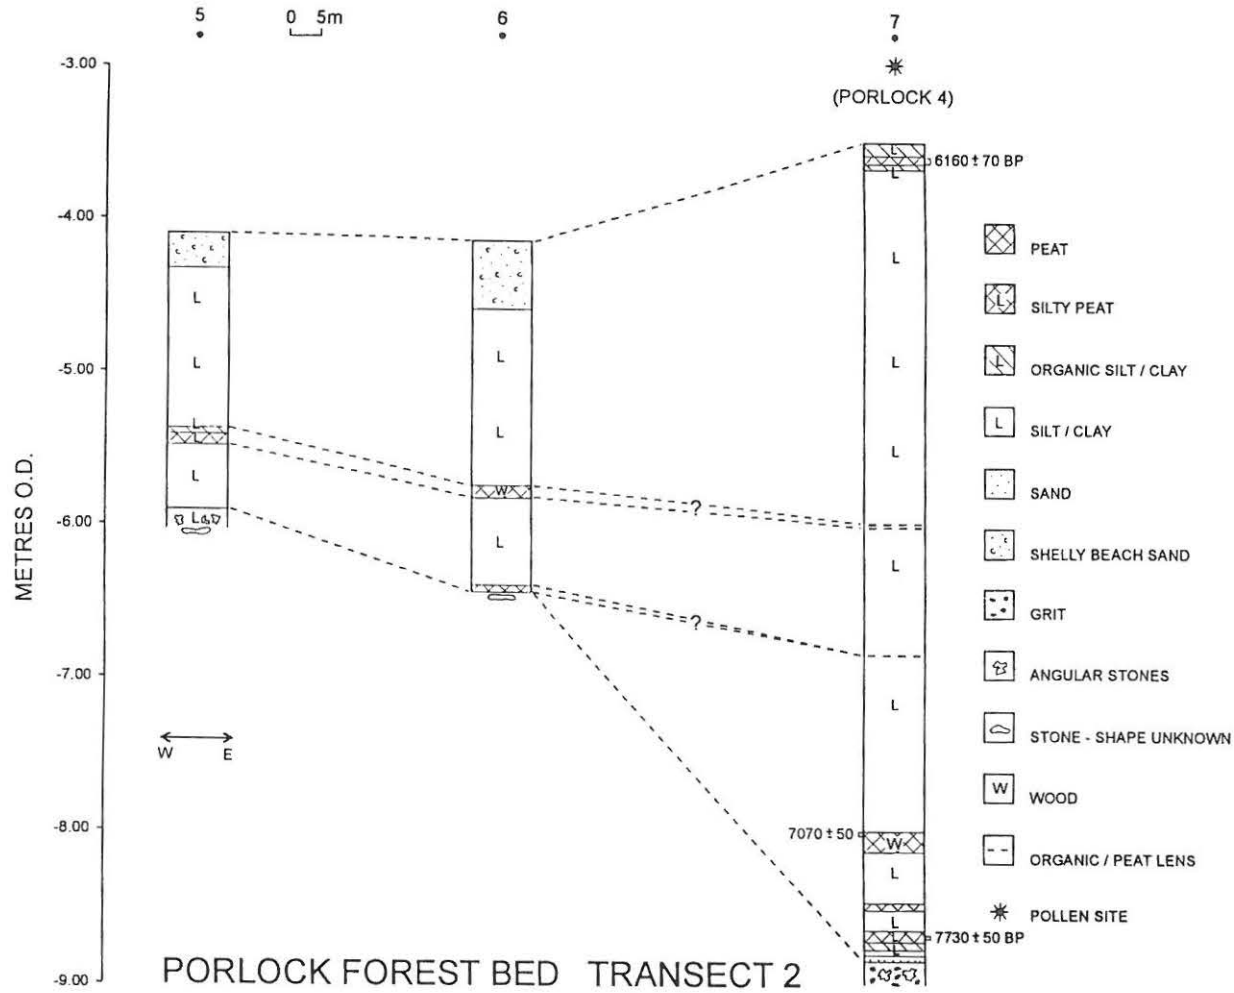 5
0 5m
6
7
(PORLOCK 4)
-3.00
-4.00
-5.00
-6.00
-7.00
-8.00
-9.00
METRES O.D.
L
L
L
L
L
L
L
L
W
L
L
L
L
L
L
L
L
W
L
L
L
L
?
?
6160 ± 70 BP
7070 ± 50
7730 ± 50 BP
W E
PEAT
L SILTY PEAT
L ORGANIC SILT / CLAY
L SILT / CLAY
SAND
SHELLY BEACH SAND
GRIT
ANGULAR STONES
STONE - SHAPE UNKNOWN
W WOOD
ORGANIC / PEAT LENS
POLLEN SITE
PORLOCK FOREST BED TRANSECT 2